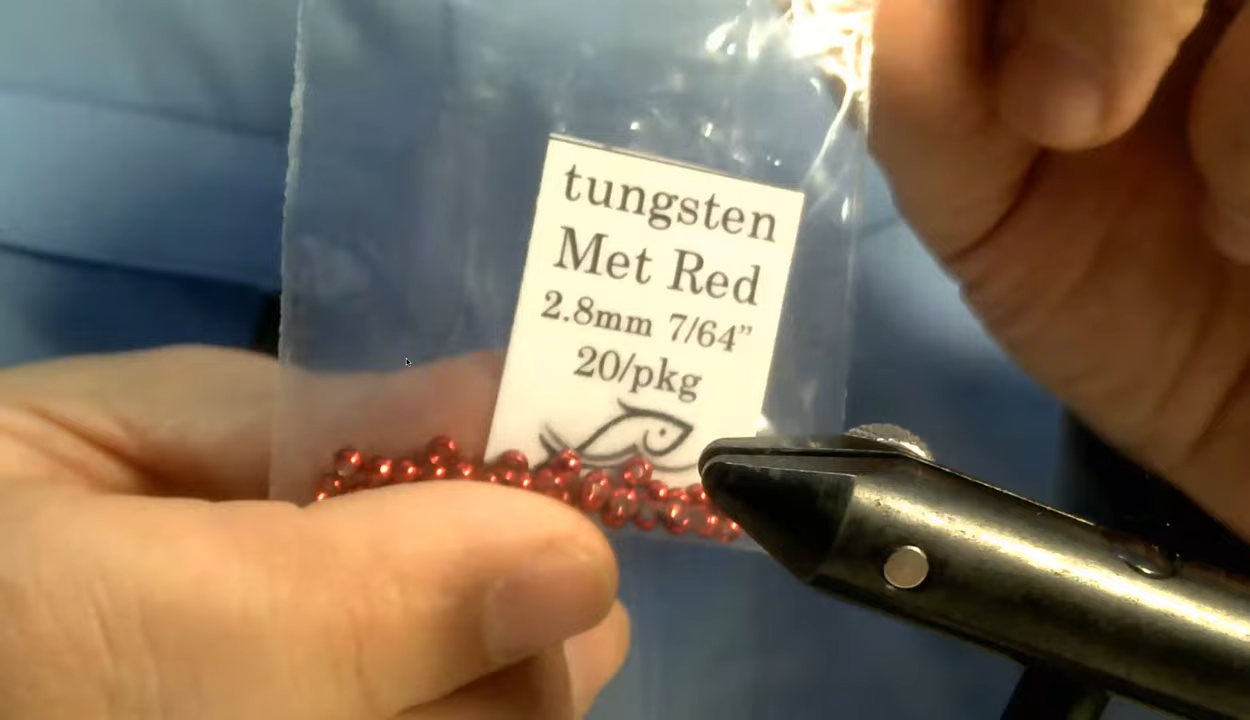 tungsten
Met Red
2.8mm 7/64”
20/pkg